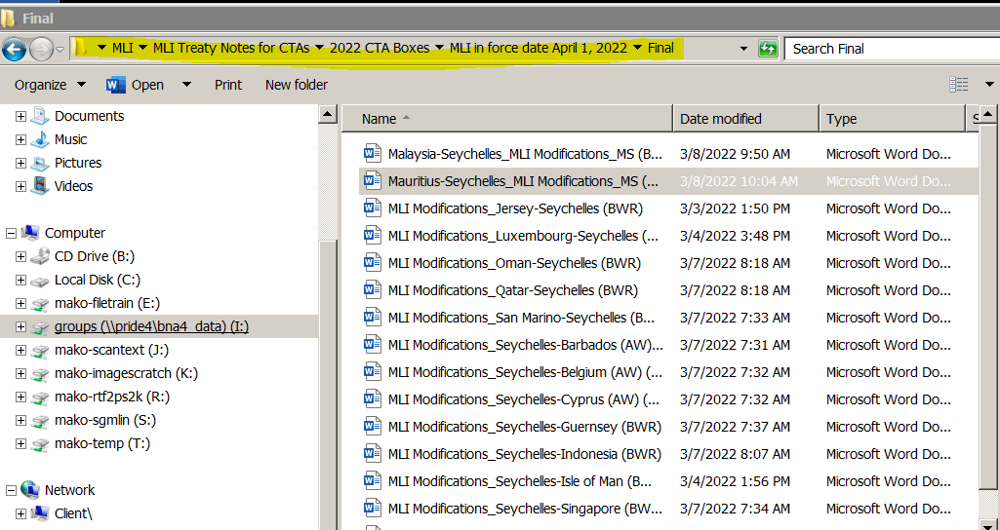 Final
MLI MLI Treaty Notes for CTAs 2022 CTA Boxes MLI in force date April 1, 2022 Final
Search Final
Organize Open Print New folder
Documents
Music
Pictures
Videos
Computer
CD Drive (B:)
Local Disk (C:)
mako-filetrain (E:)
groups (\\pride4\bna4_data) (I:)
mako-scantext (J:)
mako-imagescratch (K:)
mako-rtf2ps2k (R:)
mako-sgmlin (S:)
mako-temp (T:)
Network
Client\
Name Date modified Type S
Malaysia-Seychelles_MLI Modifications_MS (B... 3/8/2022 9:50 AM Microsoft Word Do...
Mauritius-Seychelles_MLI Modifications_MS (... 3/8/2022 10:04 AM Microsoft Word Do...
MLI Modifications_Jersey-Seychelles (BWR) 3/3/2022 1:50 PM Microsoft Word Do...
MLI Modifications_Luxembourg-Seychelles (... 3/4/2022 3:48 PM Microsoft Word Do...
MLI Modifications_Oman-Seychelles (BWR) 3/7/2022 8:18 AM Microsoft Word Do...
MLI Modifications_Qatar-Seychelles (BWR) 3/7/2022 8:18 AM Microsoft Word Do...
MLI Modifications_San Marino-Seychelles (B... 3/7/2022 7:33 AM Microsoft Word Do...
MLI Modifications_Seychelles-Barbados (AW)... 3/7/2022 7:31 AM Microsoft Word Do...
MLI Modifications_Seychelles-Belgium (AW) (... 3/7/2022 7:32 AM Microsoft Word Do...
MLI Modifications_Seychelles-Cyprus (AW) (... 3/7/2022 7:32 AM Microsoft Word Do...
MLI Modifications_Seychelles-Guernsey (BWR) 3/7/2022 7:37 AM Microsoft Word Do...
MLI Modifications_Seychelles-Indonesia (BWR) 3/7/2022 8:07 AM Microsoft Word Do...
MLI Modifications_Seychelles-Isle of Man (B... 3/4/2022 1:56 PM Microsoft Word Do...
MLI Modifications_Seychelles-Singapore (BW... 3/7/2022 7:34 AM Microsoft Word Do...